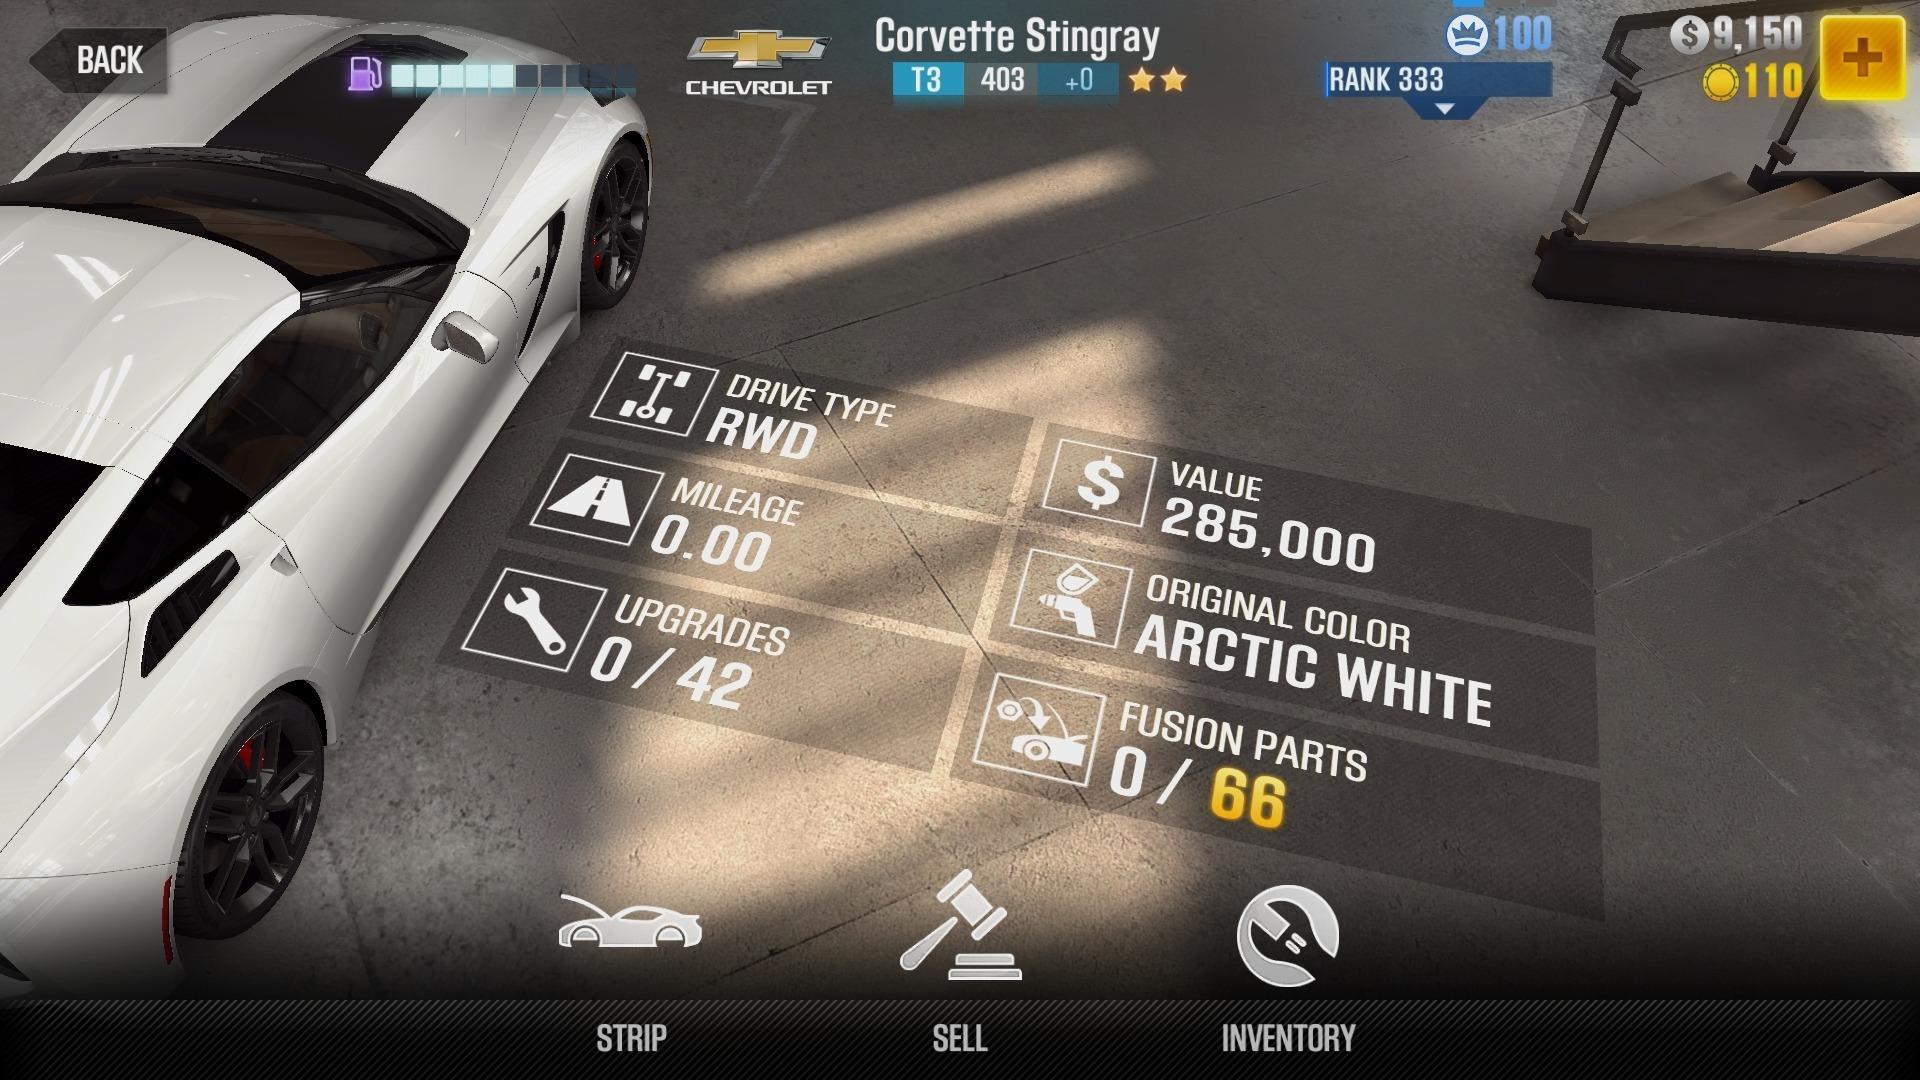 BACK
CHEVROLET
Corvette Stingray
T3 403 +0
100
RANK 333
9,150
110
DRIVE TYPE
RWD
MILEAGE
0.00
UPGRADES
0 / 42
VALUE
285,000
ORIGINAL COLOR
ARCTIC WHITE
FUSION PARTS
0 / 66
STRIP
SELL
INVENTORY